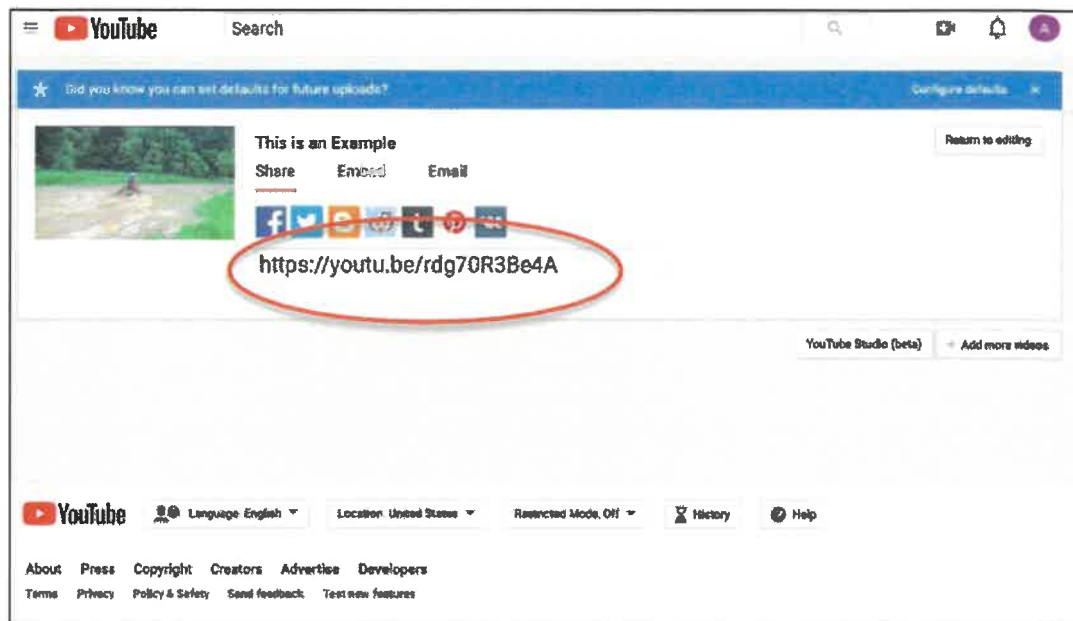 YouTube Search A
Did you know you can set defaults for future uploads? Configure defaults ×
This is an Example Return to editing
Share Embed Email
f t
https://youtu.be/rdg70R3Be4A
YouTube Studio (beta) + Add more videos
YouTube Language: English Location: United States Restricted Mode: Off History Help
About Press Copyright Creators Advertise Developers
Terms Privacy Policy & Safety Send feedback Test new features